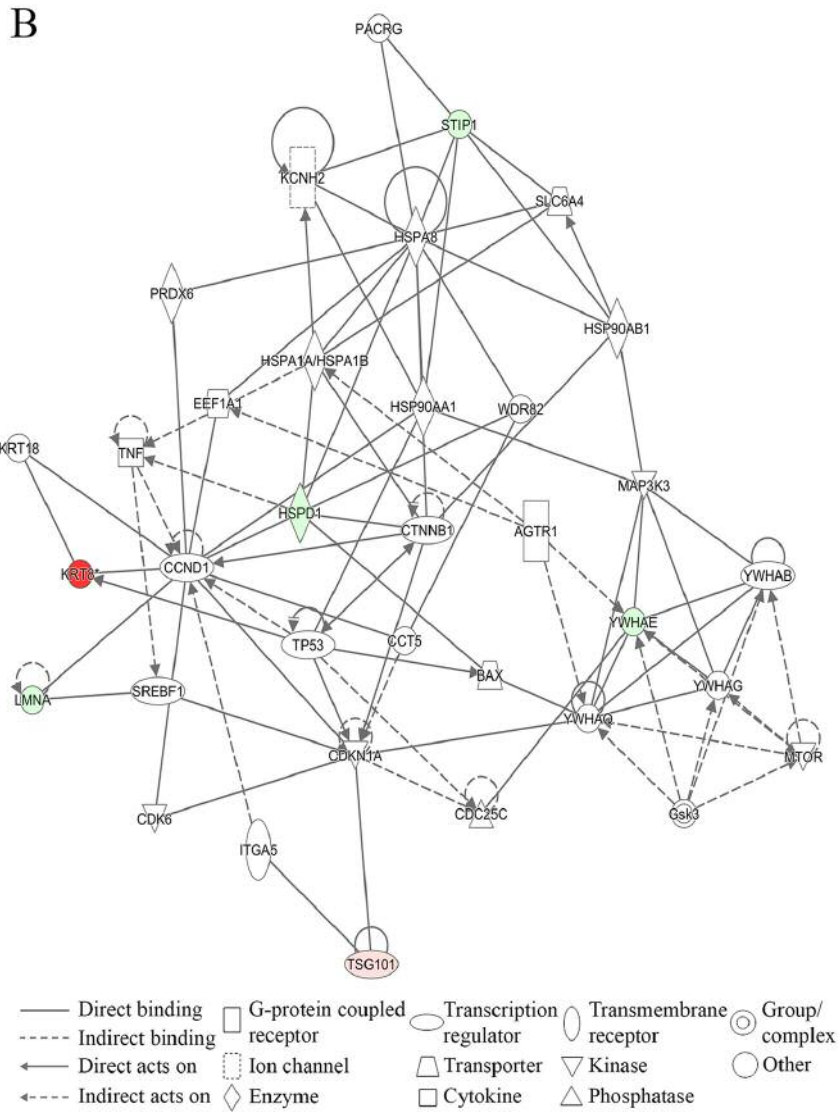 B
PACRG
STIP1
KCNH2
SLC6A4
HSPA8
PRDX6
HSP90AB1
HSPA1A/HSPA1B
EEF1A1
HSP90AA1
WDR82
KRT18
TNF
MAP3K3
HSPD1
CTNNB1
AGTR1
KRT8*
CCND1
YWHAB
YWHAE
TP53
CCT5
BAX
YWHAG
LMNA
SREBF1
YWHAQ
CDKN1A
MTOR
CDK6
CDC25C
Gsk3
ITGA5
TSG101
Direct binding
Indirect binding
Direct acts on
Indirect acts on
G-protein coupled
receptor
Ion channel
Enzyme
Transcription
regulator
Transporter
Cytokine
Transmembrane
receptor
Kinase
Phosphatase
Group/
complex
Other